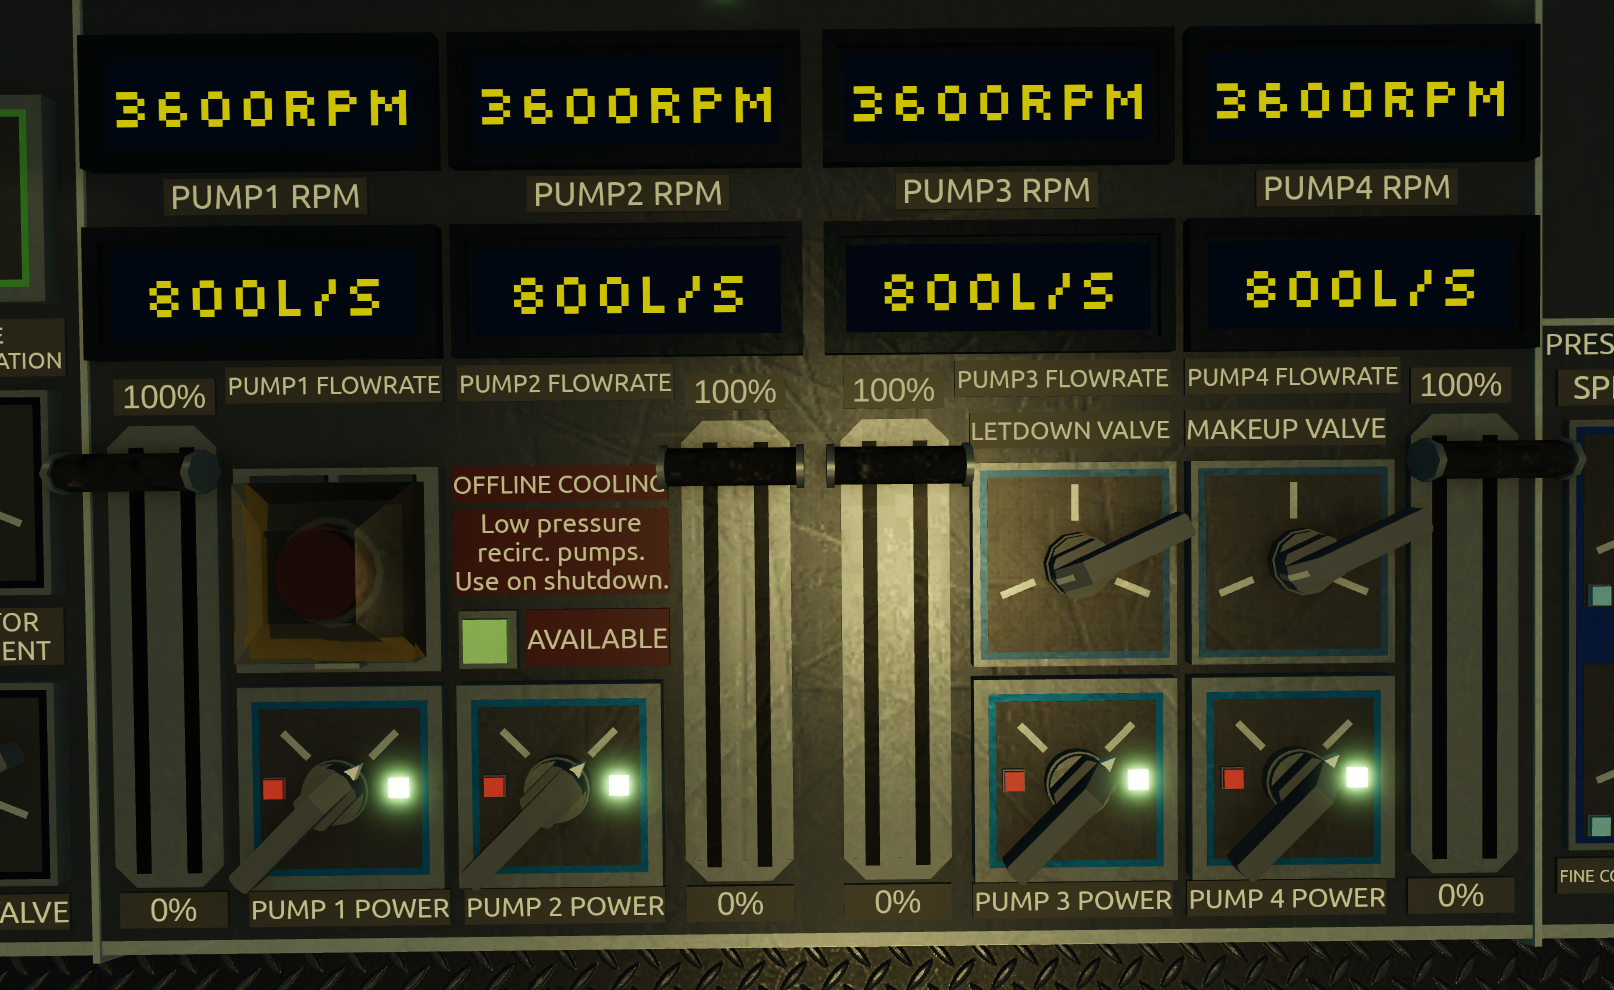 3600RPM 3600RPM 3600RPM 3600RPM
PUMP1 RPM PUMP2 RPM PUMP3 RPM PUMP4 RPM
800L/S 800L/S 800L/S 800L/S
ATION
PRES
100% PUMP1 FLOWRATE PUMP2 FLOWRATE 100% 100% PUMP3 FLOWRATE PUMP4 FLOWRATE 100%
LETDOWN VALVE MAKEUP VALVE
OFFLINE COOLING
Low pressure
recirc. pumps.
Use on shutdown.
AVAILABLE
OR
ENT
ALVE
0% PUMP 1 POWER PUMP 2 POWER 0% 0% PUMP 3 POWER PUMP 4 POWER 0%
FINE CO